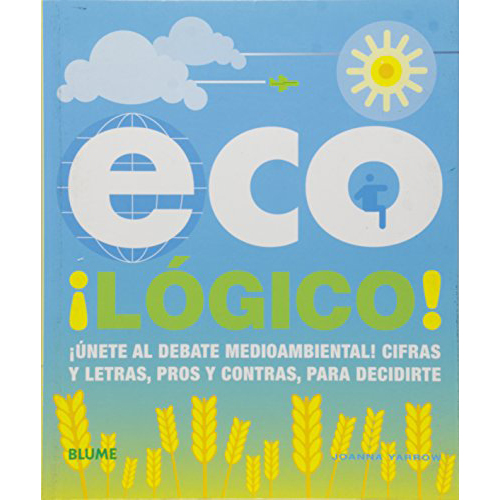 eco
¡LÓGICO!
¡ÚNETE AL DEBATE MEDIOAMBIENTAL! CIFRAS
Y LETRAS, PROS Y CONTRAS, PARA DECIDIRTE
BLUME
JOANNA YARROW